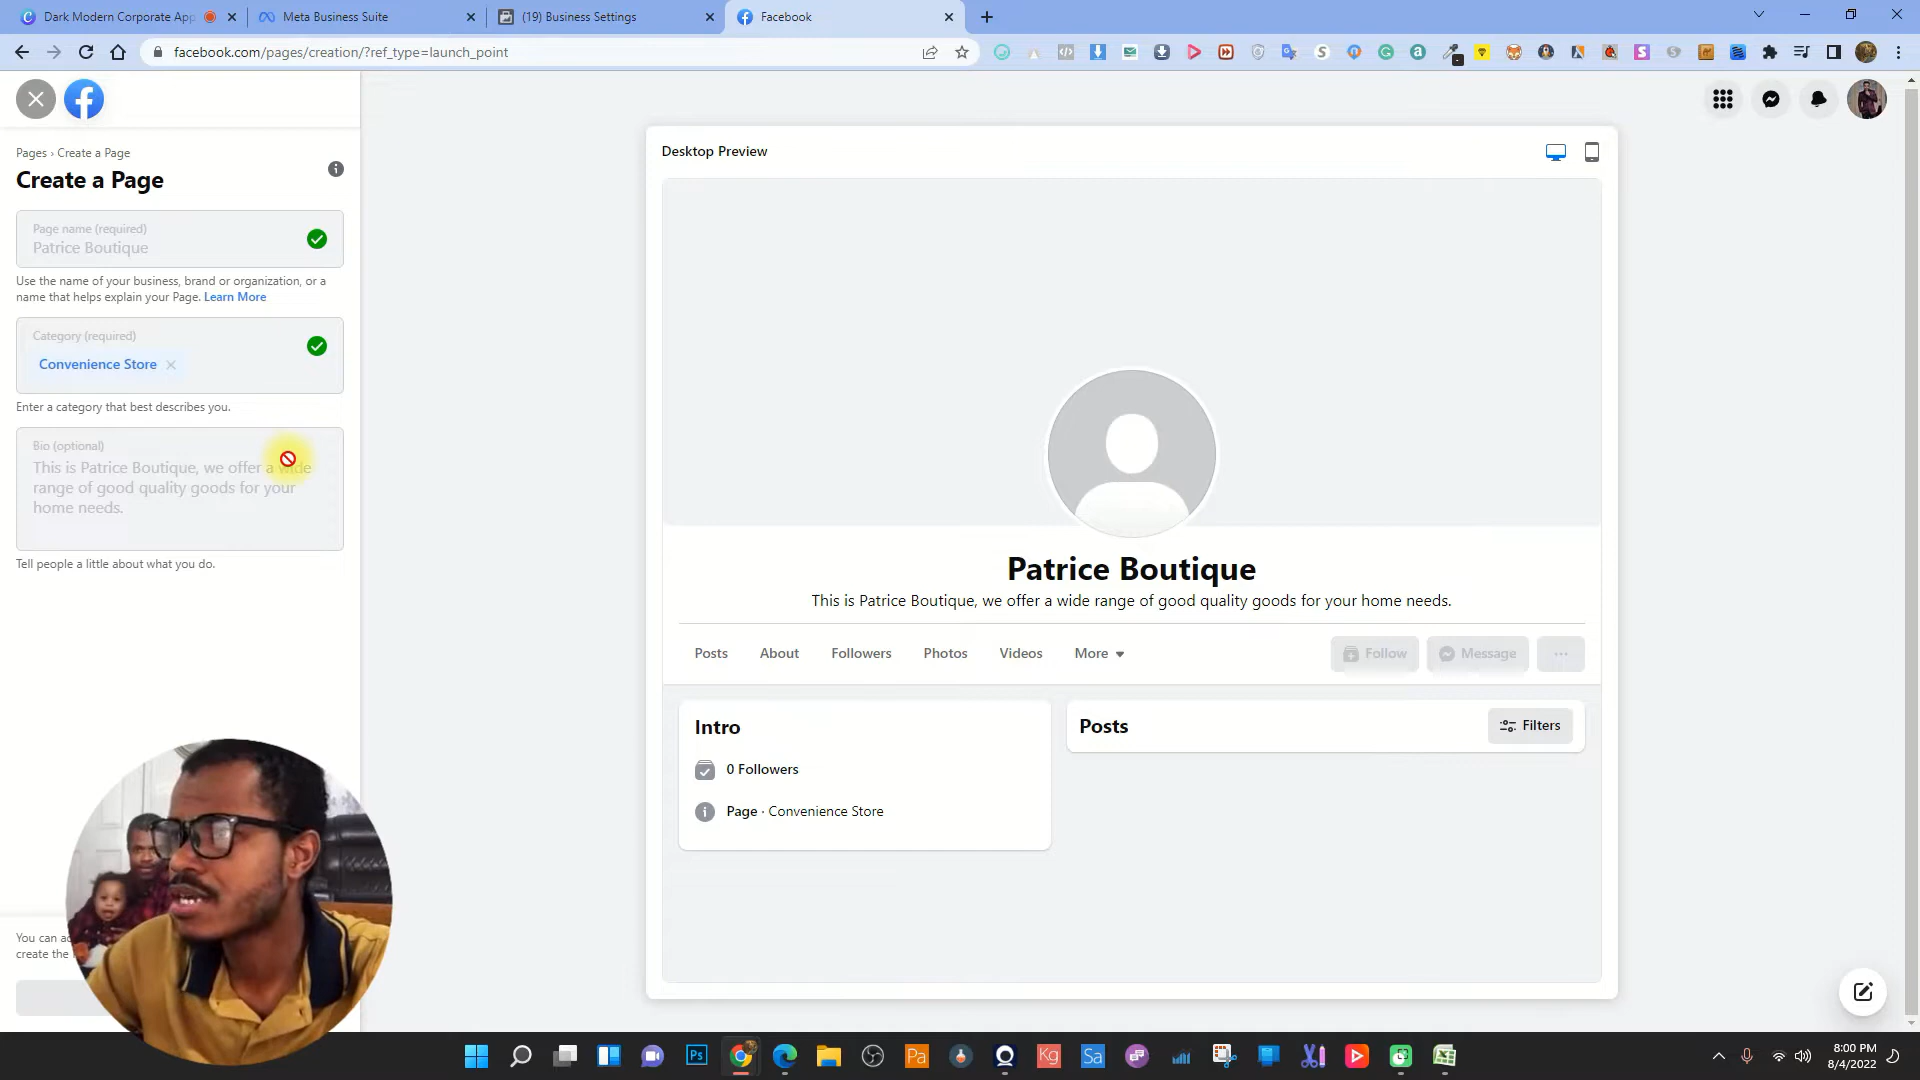 Dark Modern Corporate App
Meta Business Suite
(19) Business Settings
Facebook
facebook.com/pages/creation/?ref_type=launch_point
Pages › Create a Page
Create a Page
Page name (required)
Patrice Boutique
Use the name of your business, brand or organization, or a
name that helps explain your Page. Learn More
Category (required)
Convenience Store
Enter a category that best describes you.
Bio (optional)
This is Patrice Boutique, we offer a wide
range of good quality goods for your
home needs.
Tell people a little about what you do.
You can
create the
Desktop Preview
Patrice Boutique
This is Patrice Boutique, we offer a wide range of good quality goods for your home needs.
Posts
About
Followers
Photos
Videos
More
Follow
Message
Intro
0 Followers
Page · Convenience Store
Posts
Filters
Ps
Pa
Kg
Sa
8:00 PM
8/4/2022